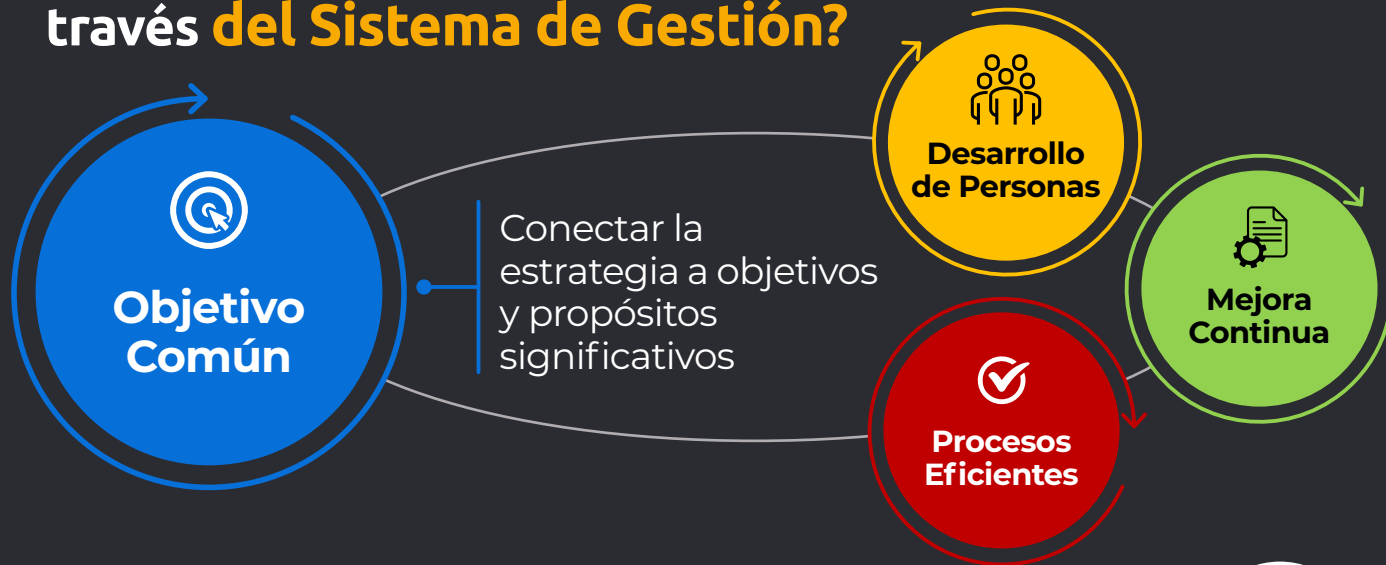 través del Sistema de Gestión?
Objetivo
Común
Conectar la
estrategia a objetivos
y propósitos
significativos
Desarrollo
de Personas
Mejora
Continua
Procesos
Eficientes